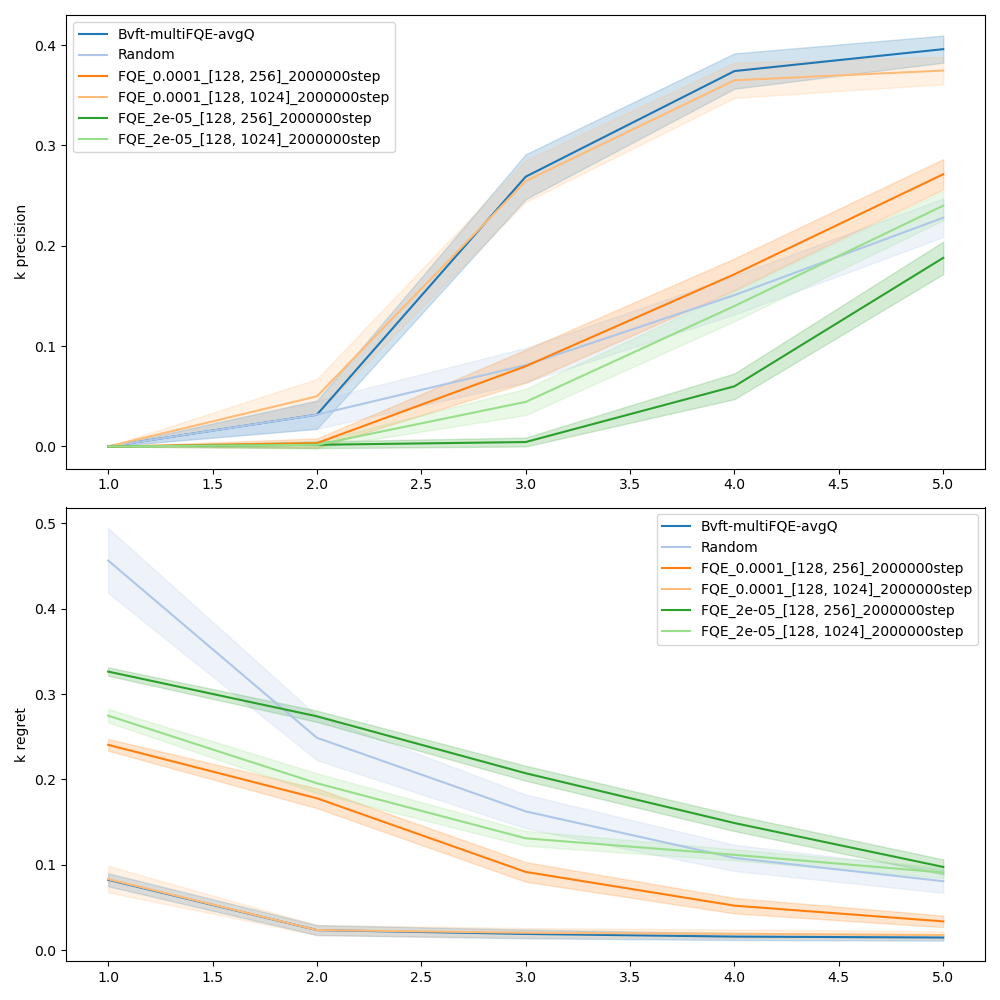 0.4
0.3
0.2
0.1
0.0
k precision
Bvft-multiFQE-avgQ
Random
FQE_0.0001_[128, 256]_2000000step
FQE_0.0001_[128, 1024]_2000000step
FQE_2e-05_[128, 256]_2000000step
FQE_2e-05_[128, 1024]_2000000step
1.0 1.5 2.0 2.5 3.0 3.5 4.0 4.5 5.0
0.5
0.4
0.3
0.2
0.1
0.0
k regret
Bvft-multiFQE-avgQ
Random
FQE_0.0001_[128, 256]_2000000step
FQE_0.0001_[128, 1024]_2000000step
FQE_2e-05_[128, 256]_2000000step
FQE_2e-05_[128, 1024]_2000000step
1.0 1.5 2.0 2.5 3.0 3.5 4.0 4.5 5.0